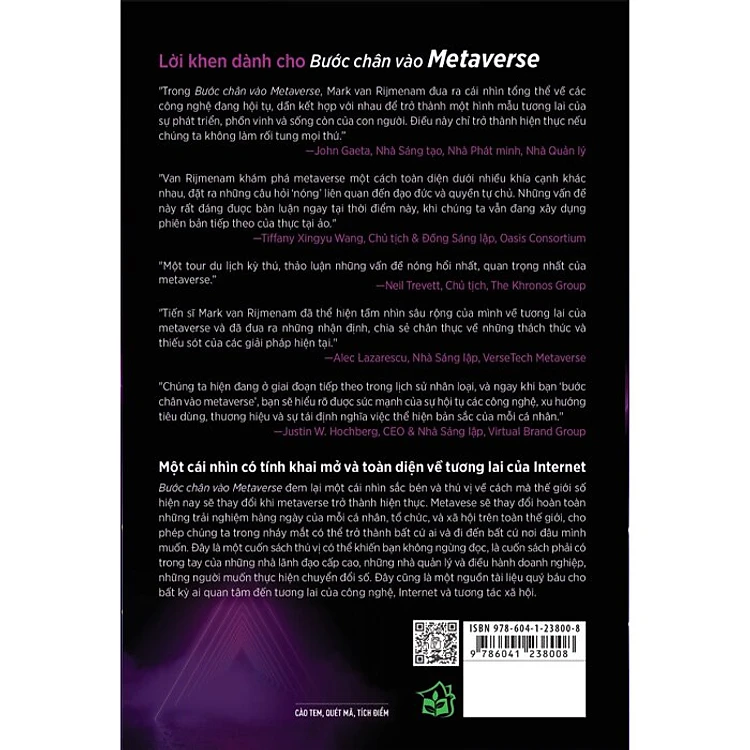 Lời khen dành cho Bước chân vào Metaverse
"Trong Bước chân vào Metaverse, Mark van Rijmenam đưa ra cái nhìn tổng thể về các
công nghệ đang hội tụ, dần kết hợp với nhau để trở thành một hình mẫu tương lai của
sự phát triển, phồn vinh và sống còn của con người. Điều này chỉ trở thành hiện thực nếu
chúng ta không làm rối tung mọi thứ."
—John Gaeta, Nhà Sáng tạo, Nhà Phát minh, Nhà Quản lý
"Van Rijmenam khám phá metaverse một cách toàn diện dưới nhiều khía cạnh khác
nhau, đặt ra những câu hỏi 'nóng' liên quan đến đạo đức và quyền tự chủ. Những vấn đề
này rất đáng được bàn luận ngay tại thời điểm này, khi chúng ta vẫn đang xây dựng
phiên bản tiếp theo của thực tại ảo."
—Tiffany Xingyu Wang, Chủ tịch & Đồng Sáng lập, Oasis Consortium
"Một tour du lịch kỳ thú, thảo luận những vấn đề nóng hổi nhất, quan trọng nhất của
metaverse."
—Neil Trevett, Chủ tịch, The Khronos Group
"Tiến sĩ Mark van Rijmenam đã thể hiện tầm nhìn sâu rộng của mình về tương lai của
metaverse và đã đưa ra những nhận định, chia sẻ chân thực về những thách thức và
thiếu sót của các giải pháp hiện tại."
—Alec Lazarescu, Nhà Sáng lập, VerseTech Metaverse
"Chúng ta hiện đang ở giai đoạn tiếp theo trong lịch sử nhân loại, và ngay khi bạn 'bước
chân vào metaverse', bạn sẽ hiểu rõ được sức mạnh của sự hội tụ các công nghệ, xu hướng
tiêu dùng, thương hiệu và sự tái định nghĩa việc thể hiện bản sắc của mỗi cá nhân."
—Justin W. Hochberg, CEO & Nhà Sáng lập, Virtual Brand Group
Một cái nhìn có tính khai mở và toàn diện về tương lai của Internet
Bước chân vào Metaverse đem lại một cái nhìn sắc bén và thú vị về cách mà thế giới số
hiện nay sẽ thay đổi khi metaverse trở thành hiện thực. Metavese sẽ thay đổi hoàn toàn
những trải nghiệm hàng ngày của mỗi cá nhân, tổ chức, và xã hội trên toàn thế giới, cho
phép chúng ta trong nháy mắt có thể trở thành bất cứ ai và đi đến bất cứ nơi đâu mình
muốn. Đây là một cuốn sách thú vị có thể khiến bạn không ngừng đọc, là cuốn sách phải có
trong tay của những nhà lãnh đạo cấp cao, những nhà quản lý và điều hành doanh nghiệp,
những người muốn thực hiện chuyển đổi số. Đây cũng là một nguồn tài liệu quý báu cho
bất kỳ ai quan tâm đến tương lai của công nghệ, Internet và tương tác xã hội.
ISBN 978-604-1-23800-8
9 786041 238008
CÀO TEM, QUÉT MÃ, TÍCH ĐIỂM